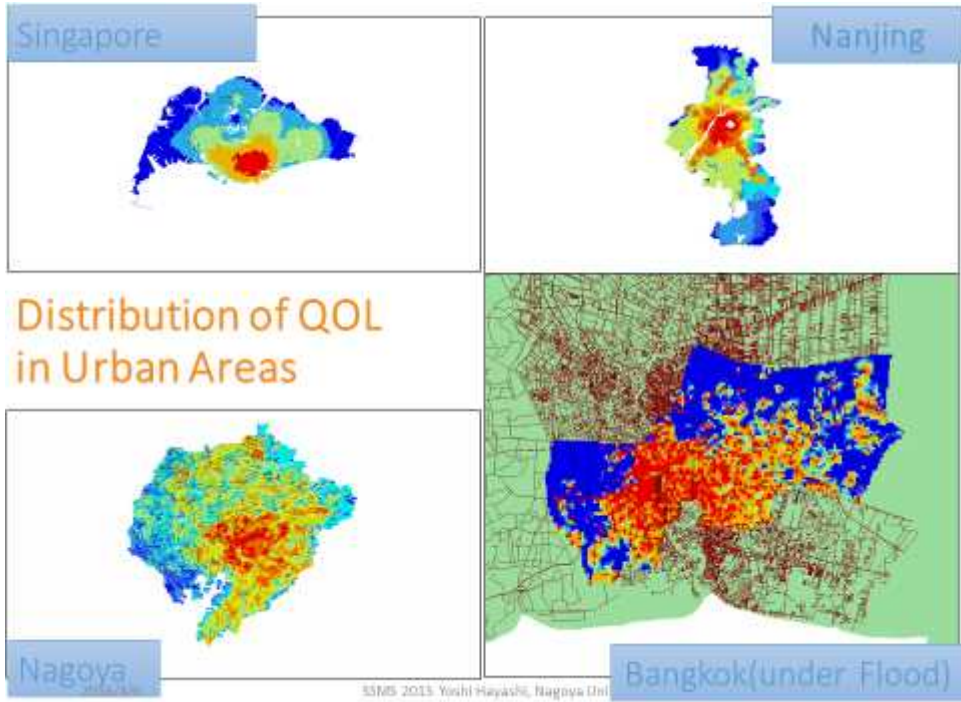 Singapore
Nanjing
Distribution of QOL
in Urban Areas
Nagoya
SSMS 2015 Yoshi Hayashi, Nagoya Uni
Bangkok(under Flood)